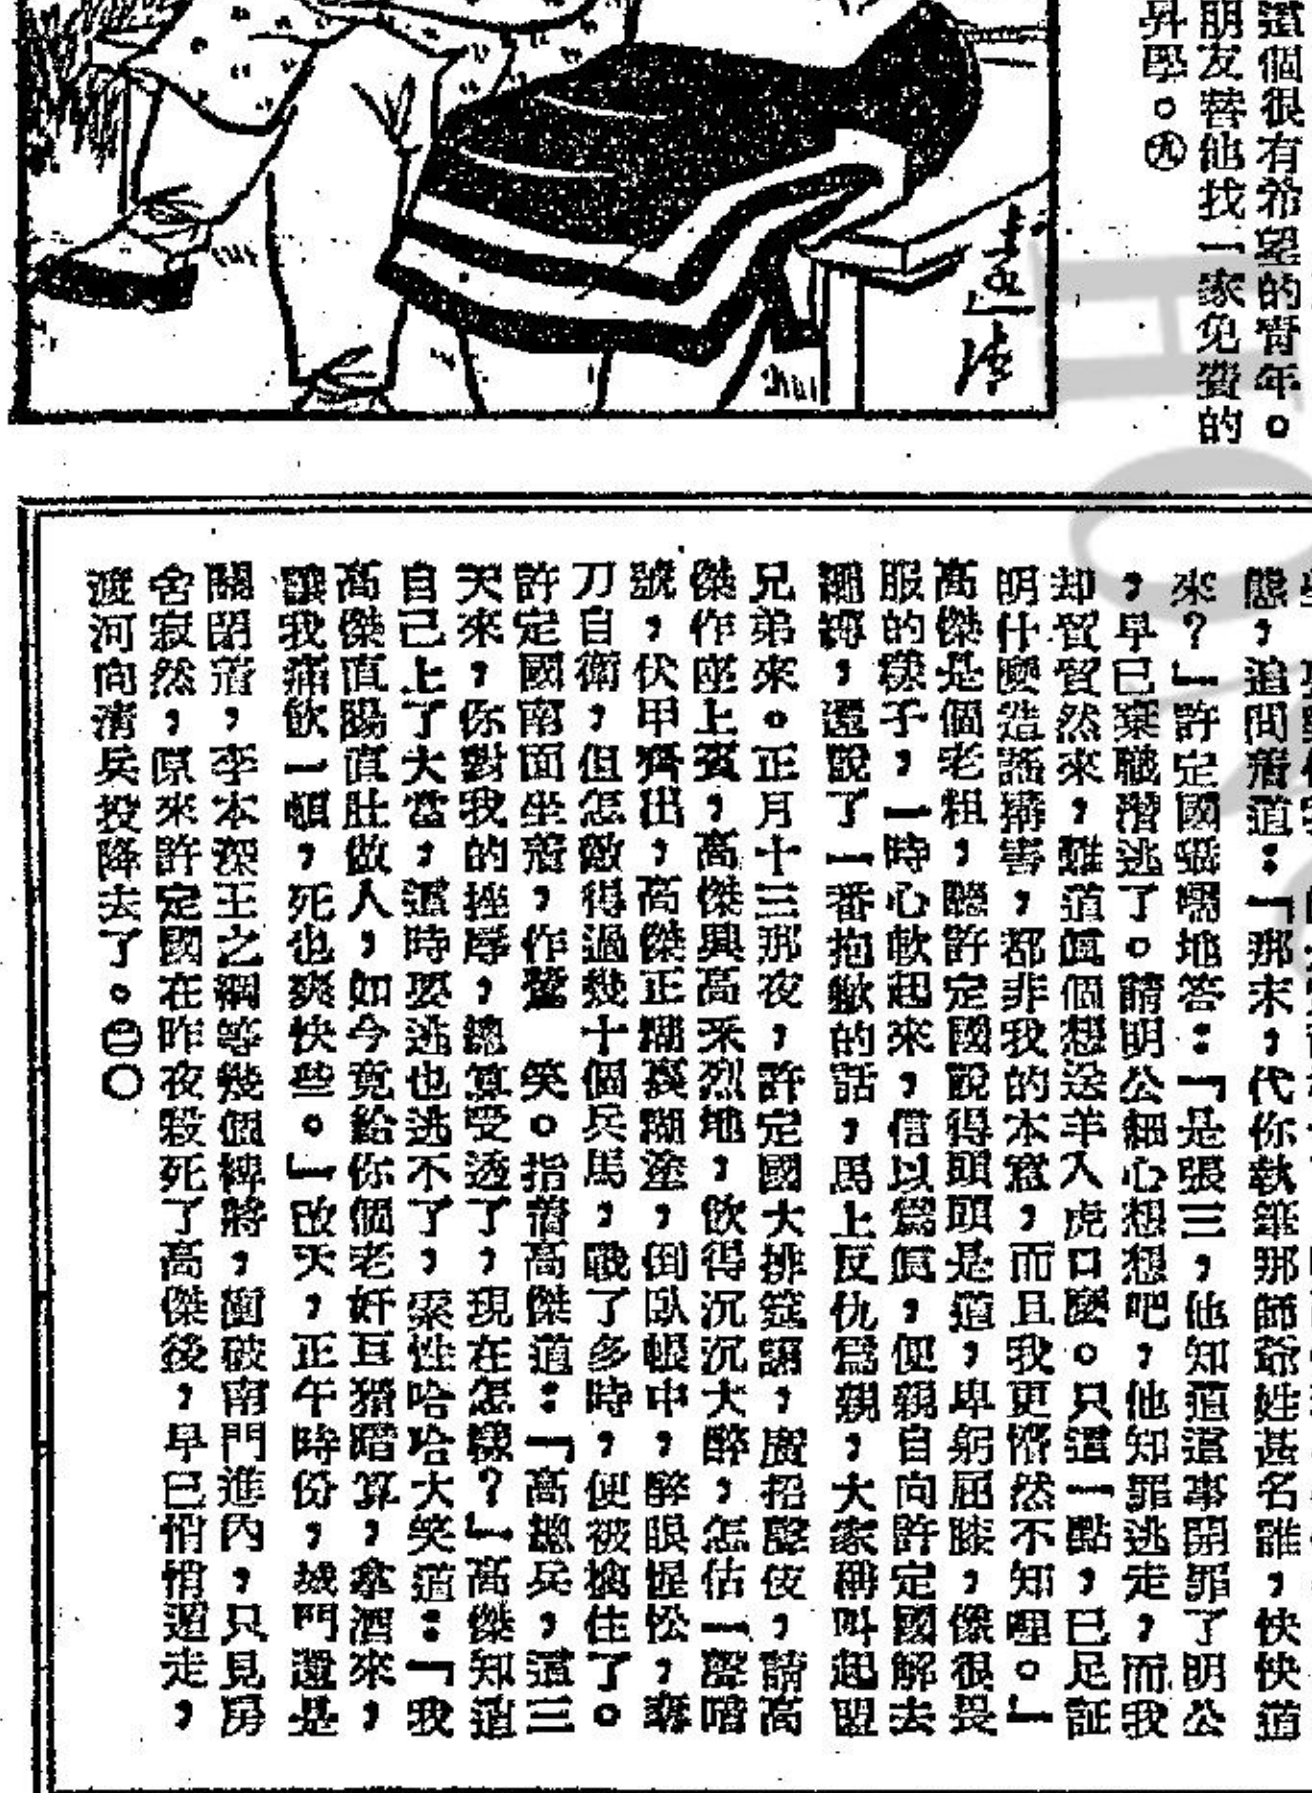 這個很有希望的青年。
朋友替他找一家免費的
昇學。㊈
態，追問着道：「那末，代你執筆那師爺姓甚名誰，快快道
來？」許定國張嚅地答：「是張三，他知道這事開罪了明公
，早已棄職潛逃了。請明公細心想想吧，他知罪逃走，而我
却貿貿然來，難道眞個想送羊入虎口麼。只這一點，已足証
明什麼造謠搆害，都非我的本意，而且我更懵然不知哩。」
高傑是個老粗，聽許定國說得頭頭是道，卑躬屈膝，像很畏
服的樣子，一時心軟起來，信以爲眞，便親自向許定國解去
繩縛，還說了一番抱歉的話，馬上反仇爲親，大家稱叫起盟
兄弟來。正月十三那夜，許定國大排筵讌，廣招聲伎，請高
傑作座上賓，高傑興高采烈地，飲得沉沉大醉，怎估一聲暗
號，伏甲齊出，高傑正糊裏糊塗，倒臥帳中，醉眼惺忪，奪
刀自衛，但怎敵得過幾十個兵馬，戰了多時，便被擒住了。
許定國南面坐着，作聲 笑。指着高傑道：「高總兵，這三
天來，你對我的挫辱，總算受透了，現在怎樣？」高傑知道
自己上了大當，這時要逃也逃不了，索性哈哈大笑道：「我
高傑直腸直肚做人，如今竟給你個老奸巨猾暗算，拿酒來，
讓我痛飲一頓，死也爽快些。」改天，正午時份，城門還是
關閉着，李本深王之綱等幾個裨將，衝破南門進內，只見房
舍寂然，原來許定國在昨夜殺死了高傑後，早已悄悄遁走，
渡河向清兵投降去了。㊁〇